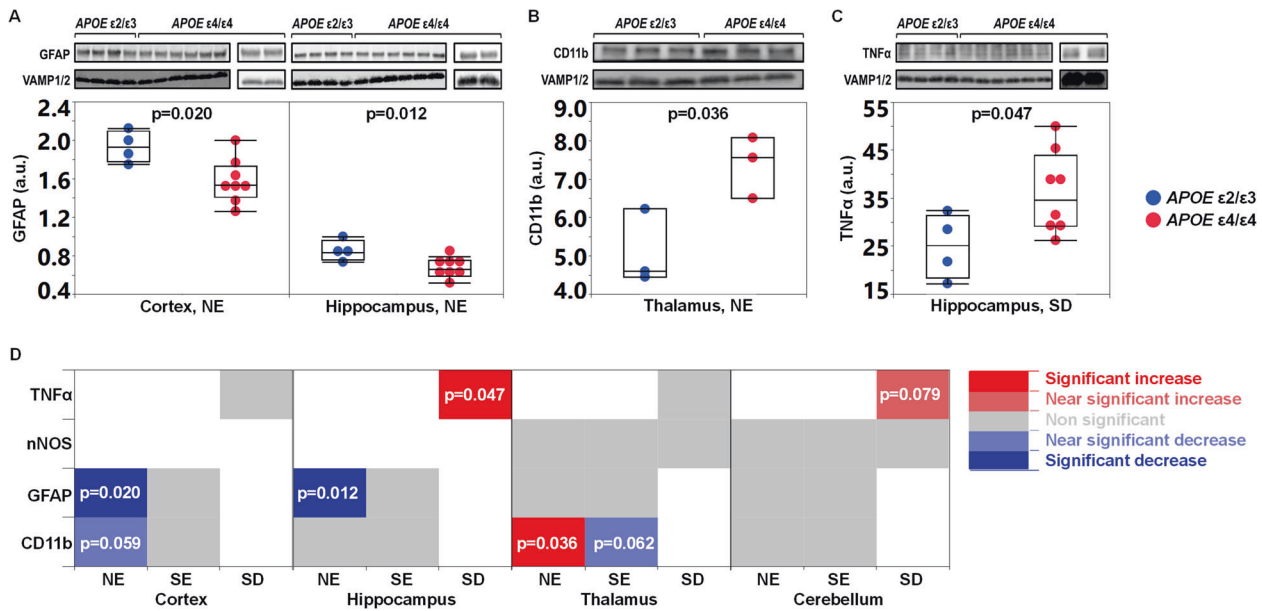 A
APOE ε2/ε3 APOE ε4/ε4 APOE ε2/ε3 APOE ε4/ε4
GFAP
VAMP1/2
GFAP (a.u.)
2.4
2.0
1.6
1.2
0.8
0.4
p=0.020 p=0.012
Cortex, NE Hippocampus, NE
B
APOE ε2/ε3 APOE ε4/ε4
CD11b
VAMP1/2
CD11b (a.u.)
9.0
8.0
7.0
6.0
5.0
4.0
p=0.036
Thalamus, NE
C
APOE ε2/ε3 APOE ε4/ε4
TNFα
VAMP1/2
TNFα (a.u.)
55
45
35
25
15
p=0.047
Hippocampus, SD
APOE ε2/ε3
APOE ε4/ε4
D
TNFα p=0.047 p=0.079
nNOS
GFAP p=0.020 p=0.012
CD11b p=0.059 p=0.036 p=0.062
NE SE SD NE SE SD NE SE SD NE SE SD
Cortex Hippocampus Thalamus Cerebellum
Significant increase
Near significant increase
Non significant
Near significant decrease
Significant decrease